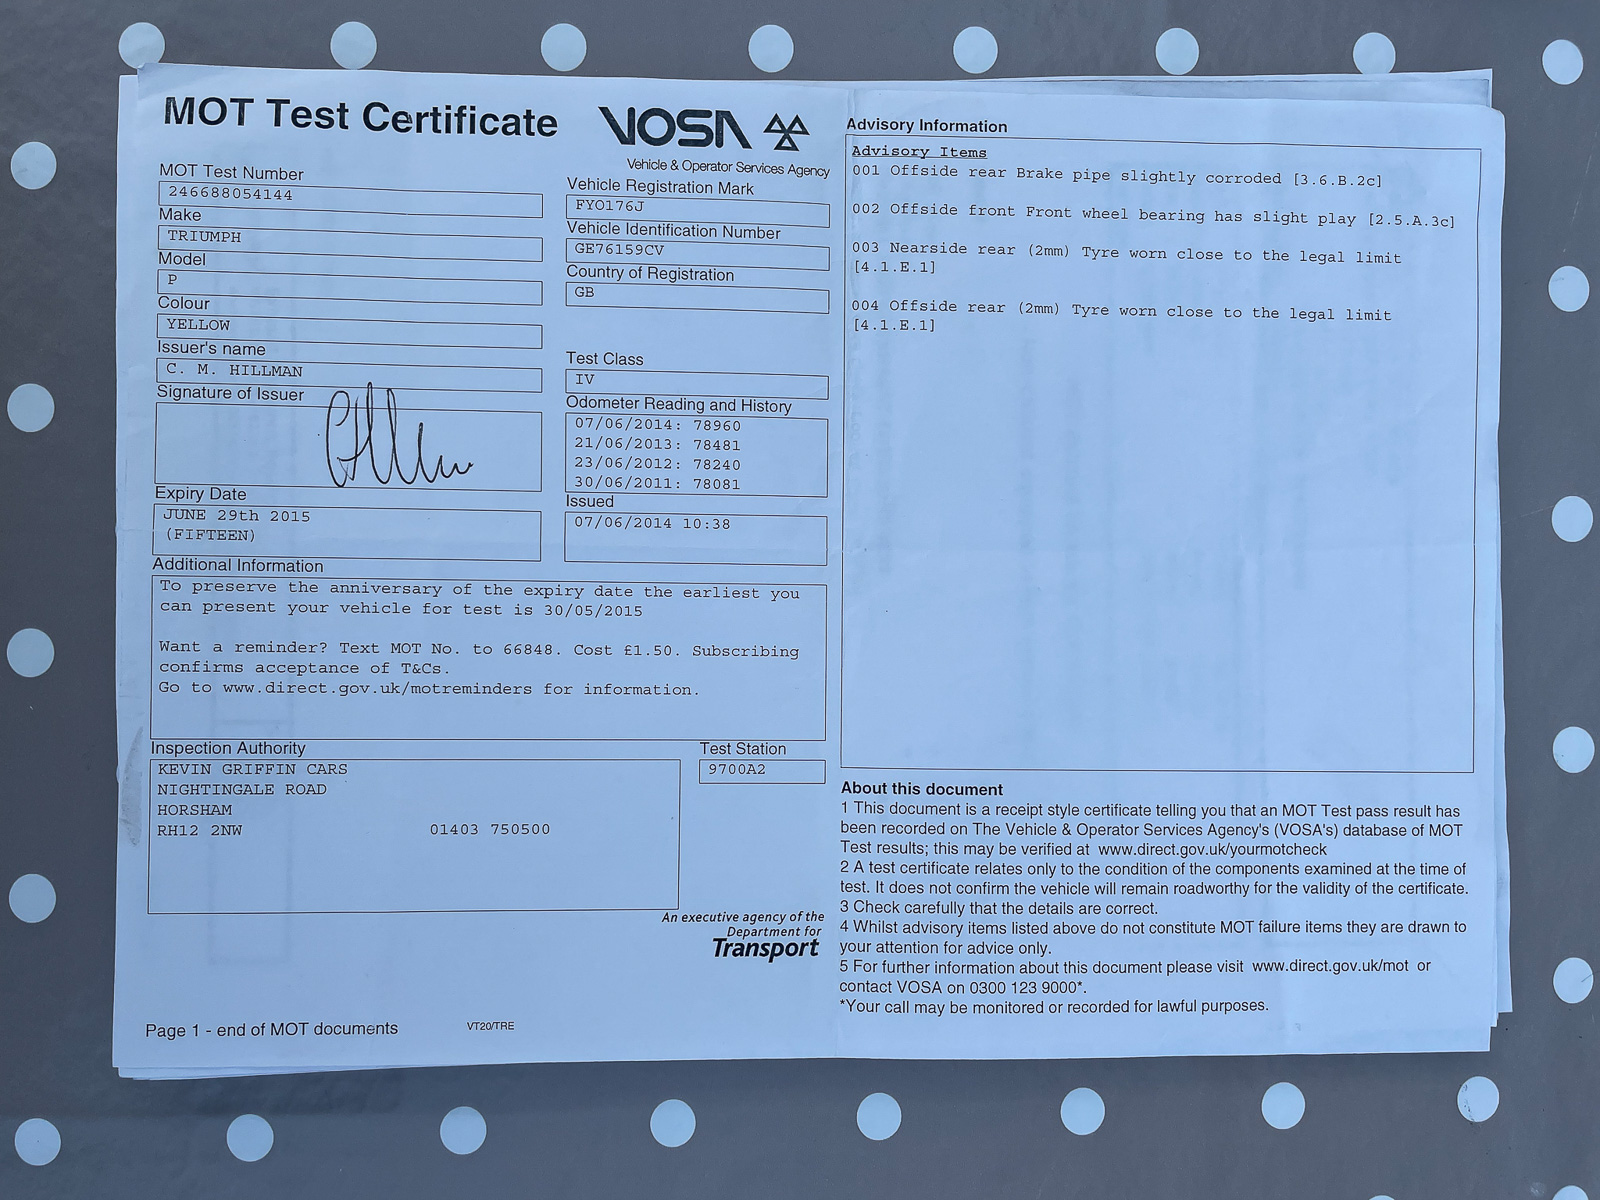 MOT Test Certificate
VOSA
Vehicle & Operator Services Agency
MOT Test Number
246688054144
Make
TRIUMPH
Model
P
Colour
YELLOW
Issuer's name
C. M. HILLMAN
Signature of Issuer
Expiry Date
JUNE 29th 2015
(FIFTEEN)
Vehicle Registration Mark
FYO176J
Vehicle Identification Number
GE76159CV
Country of Registration
GB
Test Class
IV
Odometer Reading and History
07/06/2014: 78960
21/06/2013: 78481
23/06/2012: 78240
30/06/2011: 78081
Issued
07/06/2014 10:38
Additional Information
To preserve the anniversary of the expiry date the earliest you
can present your vehicle for test is 30/05/2015
Want a reminder? Text MOT No. to 66848. Cost £1.50. Subscribing
confirms acceptance of T&Cs.
Go to www.direct.gov.uk/motreminders for information.
Inspection Authority
KEVIN GRIFFIN CARS
NIGHTINGALE ROAD
HORSHAM
RH12 2NW 01403 750500
Test Station
9700A2
An executive agency of the
Department for
Transport
Page 1 - end of MOT documents
VT20/TRE
Advisory Information
Advisory Items
001 Offside rear Brake pipe slightly corroded [3.6.B.2c]
002 Offside front Front wheel bearing has slight play [2.5.A.3c]
003 Nearside rear (2mm) Tyre worn close to the legal limit
[4.1.E.1]
004 Offside rear (2mm) Tyre worn close to the legal limit
[4.1.E.1]
About this document
1 This document is a receipt style certificate telling you that an MOT Test pass result has
been recorded on The Vehicle & Operator Services Agency's (VOSA's) database of MOT
Test results; this may be verified at www.direct.gov.uk/yourmotcheck
2 A test certificate relates only to the condition of the components examined at the time of
test. It does not confirm the vehicle will remain roadworthy for the validity of the certificate.
3 Check carefully that the details are correct.
4 Whilst advisory items listed above do not constitute MOT failure items they are drawn to
your attention for advice only.
5 For further information about this document please visit www.direct.gov.uk/mot or
contact VOSA on 0300 123 9000*.
*Your call may be monitored or recorded for lawful purposes.